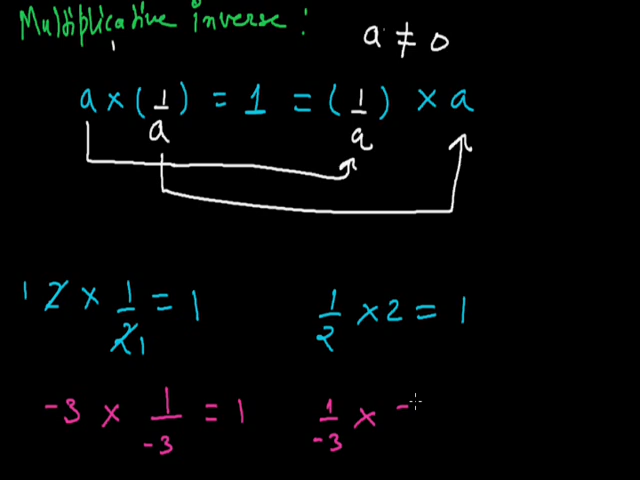 Multiplicative inverse :
a ≠ 0
a × (1/a) = 1 = (1/a) × a
1 2 × 1/2 1 = 1    1/2 × 2 = 1
-3 × 1/-3 = 1    1/-3 × -